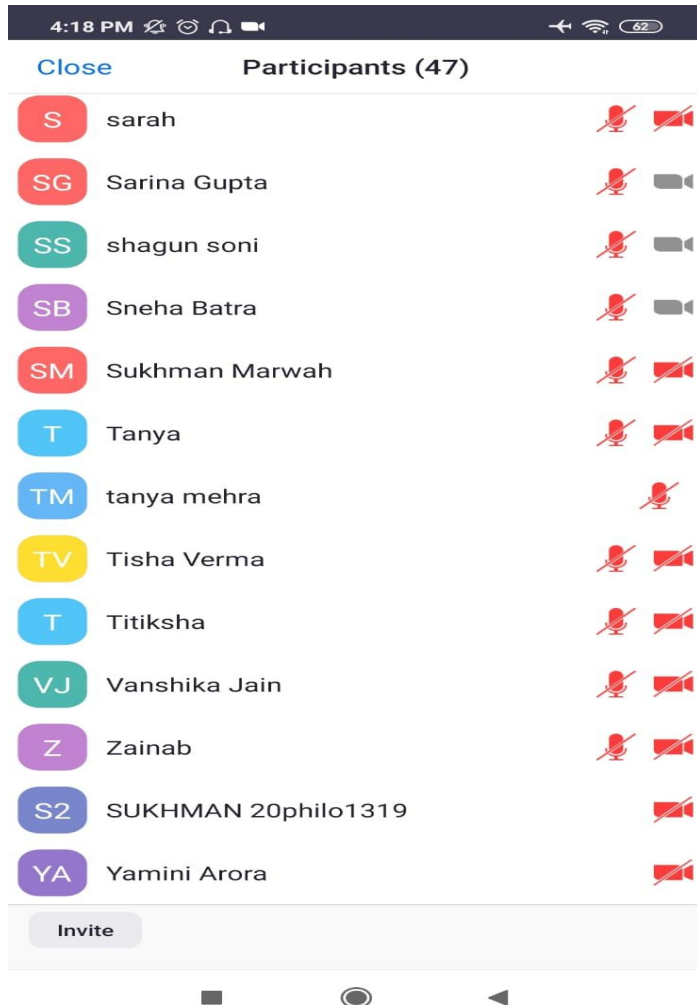 4:18 PM 62
Close Participants (47)
S sarah
SG Sarina Gupta
SS shagun soni
SB Sneha Batra
SM Sukhman Marwah
T Tanya
TM tanya mehra
TV Tisha Verma
T Titiksha
VJ Vanshika Jain
Z Zainab
S2 SUKHMAN 20philo1319
YA Yamini Arora
Invite